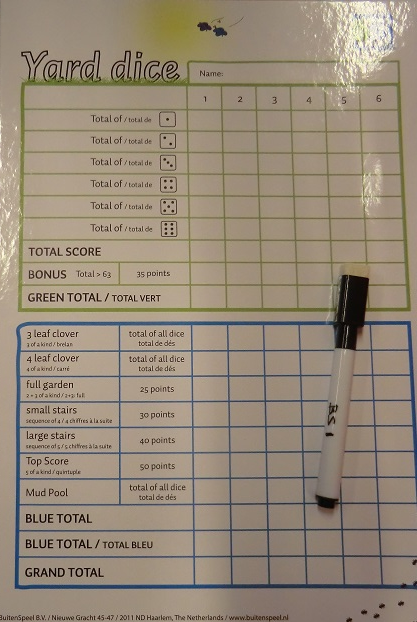 Yard dice
Name:
1 2 3 4 5 6
Total of / total de
Total of / total de
Total of / total de
Total of / total de
Total of / total de
Total of / total de
TOTAL SCORE
BONUS Total > 63 35 points
GREEN TOTAL / TOTAL VERT
3 leaf clover total of all dice
3 of a kind / brelan total de dés
4 leaf clover total of all dice
4 of a kind / carré total de dés
full garden 25 points
2 + 3 of a kind / 2+3: full
small stairs 30 points
sequence of 4 / 4 chiffres à la suite
large stairs 40 points
sequence of 5 / 5 chiffres à la suite
Top Score 50 points
5 of a kind / quintuple
Mud Pool total of all dice
total de dés
BLUE TOTAL
BLUE TOTAL / TOTAL BLEU
GRAND TOTAL
BuitenSpeel B.V. / Nieuwe Gracht 45-47 / 2011 ND Haarlem, The Netherlands / www.buitenspeel.nl